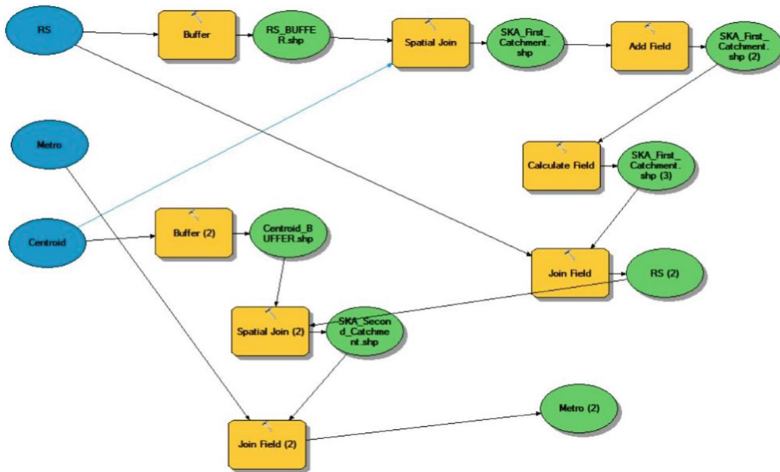 RS
Buffer
RS_BUFFE
R.shp
Spatial Join
SKA_First_
Catchment.
shp
Add Field
SKA_First_
Catchment.
shp (2)
Metro
Calculate Field
SKA_First_
Catchment.
shp (3)
Centroid
Buffer (2)
Centroid_B
UFFER.shp
Join Field
RS (2)
Spatial Join (2)
SKA_Secon
d_Catchme
nt.shp
Join Field (2)
Metro (2)